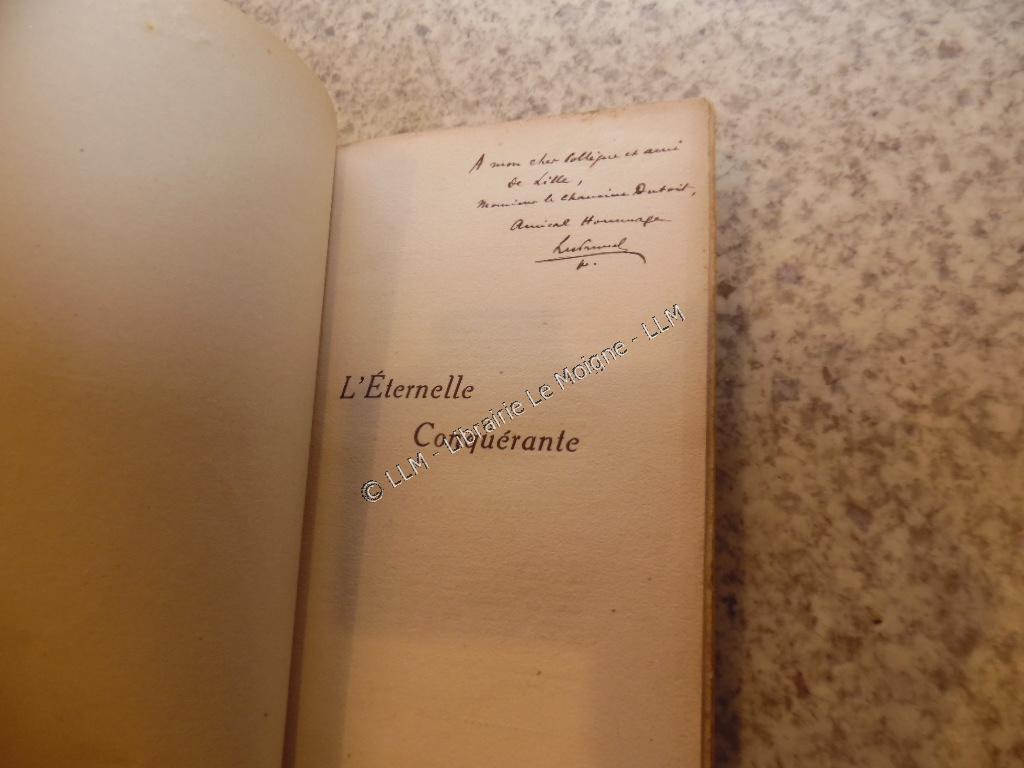 A mon cher Collègue et ami
de Lille,
Monsieur le Chanoine Dutoit,
Amical Hommage
L'Éternelle
Conquérante
© LLM - Librairie Le Moigne - LLM